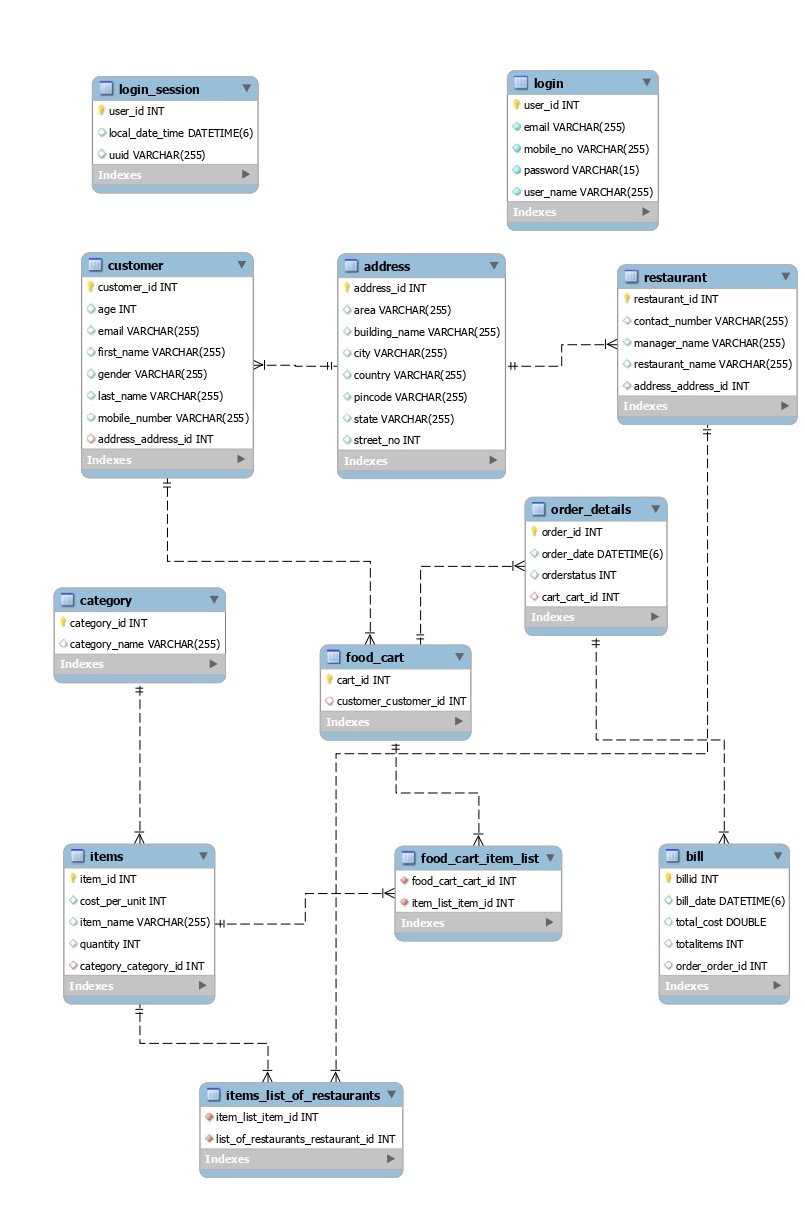 login_session
user_id INT
local_date_time DATETIME(6)
uuid VARCHAR(255)
Indexes
login
user_id INT
email VARCHAR(255)
mobile_no VARCHAR(255)
password VARCHAR(15)
user_name VARCHAR(255)
Indexes
customer
customer_id INT
age INT
email VARCHAR(255)
first_name VARCHAR(255)
gender VARCHAR(255)
last_name VARCHAR(255)
mobile_number VARCHAR(255)
address_address_id INT
Indexes
address
address_id INT
area VARCHAR(255)
building_name VARCHAR(255)
city VARCHAR(255)
country VARCHAR(255)
pincode VARCHAR(255)
state VARCHAR(255)
street_no INT
Indexes
restaurant
restaurant_id INT
contact_number VARCHAR(255)
manager_name VARCHAR(255)
restaurant_name VARCHAR(255)
address_address_id INT
Indexes
order_details
order_id INT
order_date DATETIME(6)
orderstatus INT
cart_cart_id INT
Indexes
category
category_id INT
category_name VARCHAR(255)
Indexes
food_cart
cart_id INT
customer_customer_id INT
Indexes
items
item_id INT
cost_per_unit INT
item_name VARCHAR(255)
quantity INT
category_category_id INT
Indexes
food_cart_item_list
food_cart_cart_id INT
item_list_item_id INT
Indexes
bill
billid INT
bill_date DATETIME(6)
total_cost DOUBLE
totalitems INT
order_order_id INT
Indexes
items_list_of_restaurants
item_list_item_id INT
list_of_restaurants_restaurant_id INT
Indexes